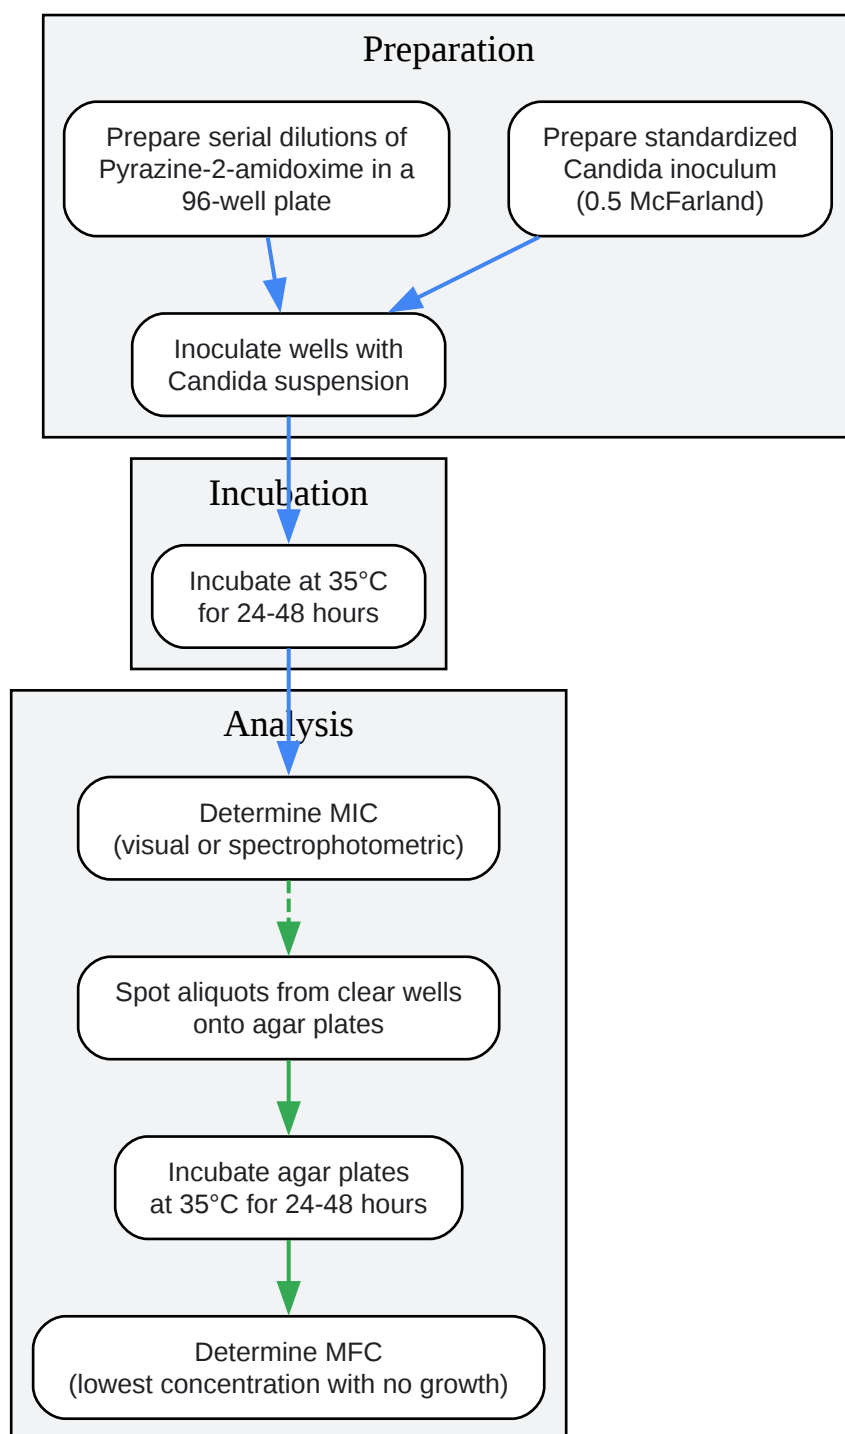 Preparation
Prepare serial dilutions of
Pyrazine-2-amidoxime in a
96-well plate
Prepare standardized
Candida inoculum
(0.5 McFarland)
Inoculate wells with
Candida suspension
Incubation
Incubate at 35°C
for 24-48 hours
Analysis
Determine MIC
(visual or spectrophotometric)
Spot aliquots from clear wells
onto agar plates
Incubate agar plates
at 35°C for 24-48 hours
Determine MFC
(lowest concentration with no growth)